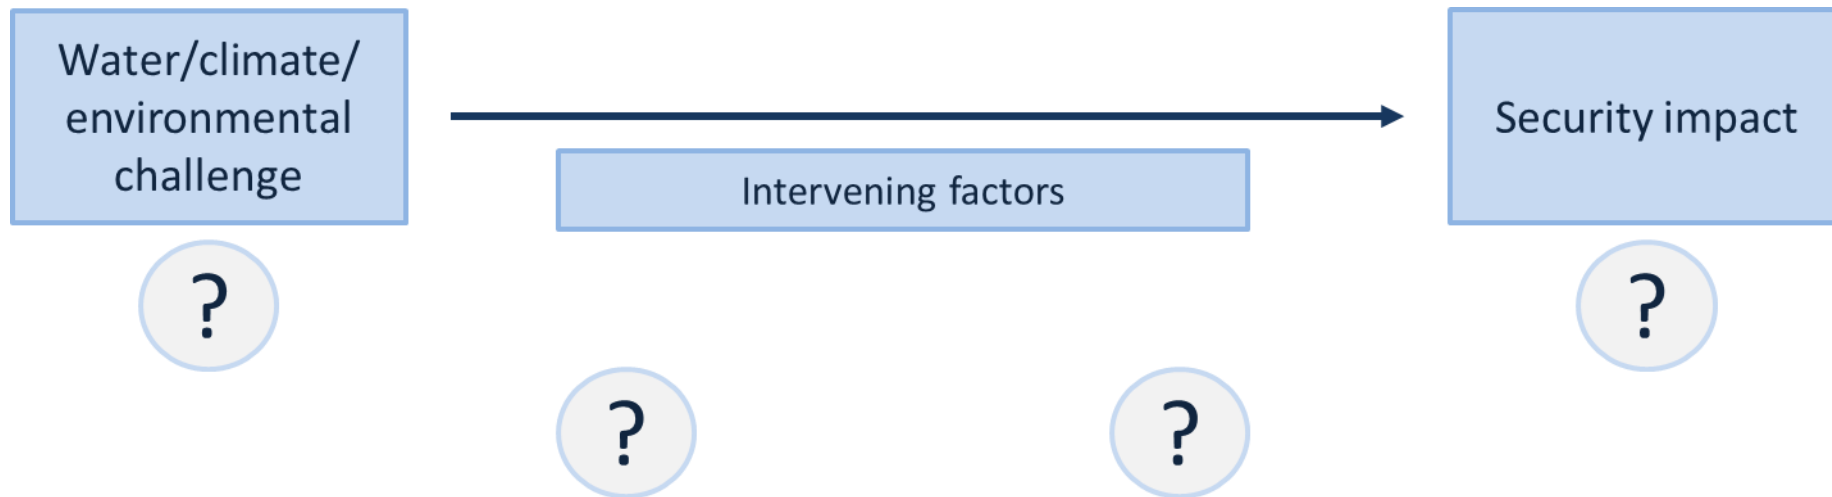 Water/climate/
environmental
challenge
Security impact
Intervening factors
?
?
?
?